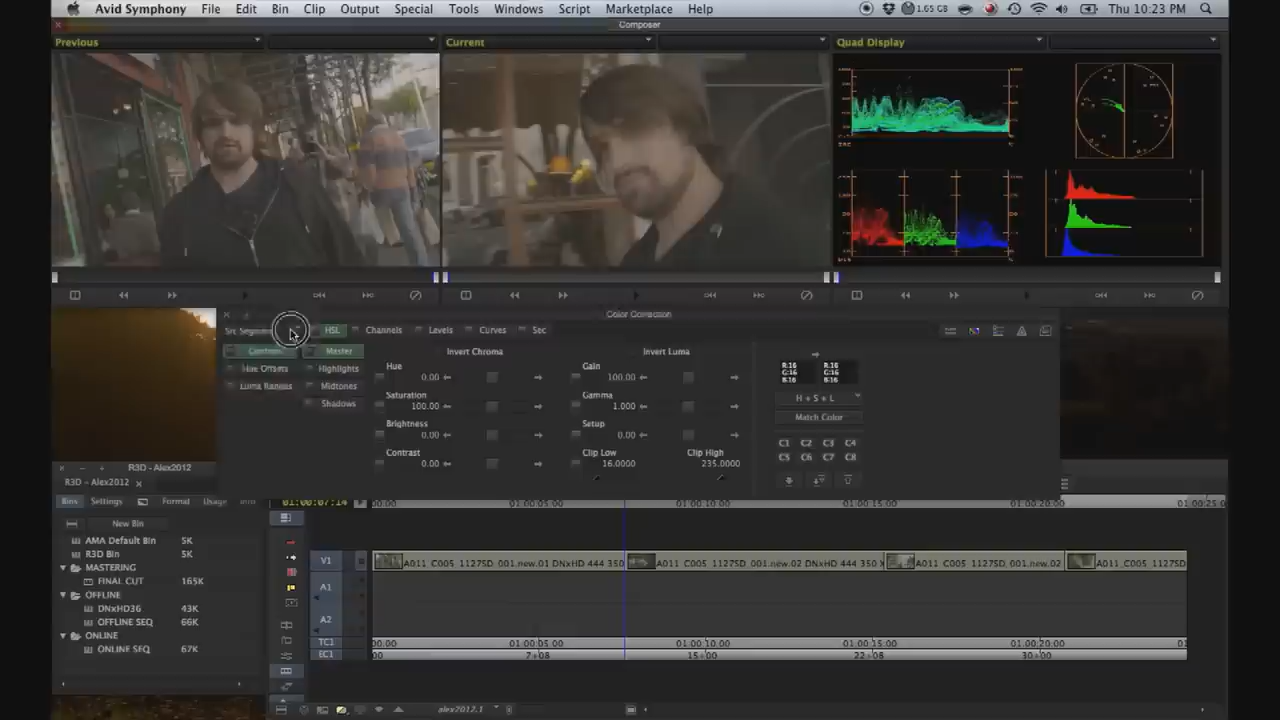 Avid Symphony File Edit Bin Clip Output Special Tools Windows Script Marketplace Help 1.65 GB Thu 10:23 PM
Composer
Previous Current Quad Display
Color Correction
Src Segment HSL Channels Levels Curves Sec
Controls Master Invert Chroma Invert Luma
Hue Offsets Highlights Hue 0.00 Gain 100.00
R:16 R:16
G:16 G:16
B:16 B:16
Luma Ranges Midtones Saturation 100.00 Gamma 1.000 H + S + L
Shadows Match Color
Brightness 0.00 Setup 0.00 C1 C2 C3 C4
Contrast 0.00 Clip Low 16.0000 Clip High 235.0000 C5 C6 C7 C8
R3D - Alex2012
R3D - Alex2012
Bins Settings Format Usage
01:00:07:14 00:00 01:00:05:00 01:00:10:00 01:00:15:00 01:00:20:00 01:00:25:0
New Bin
AMA Default Bin 5K
R3D Bin 5K
MASTERING
FINAL CUT 165K
OFFLINE
DNxHD36 43K
OFFLINE SEQ 66K
ONLINE
ONLINE SEQ 67K
V1 A011_C005_1127SD_001.new.01 DNxHD 444 350 A011_C005_1127SD_001.new.02 DNxHD 444 350 X A011_C005_1127SD_001.new.02 A011_C005_1127SD
A1
A2
TC1 00:00 01:00:05:00 01:00:10:00 01:00:15:00 01:00:20:00
EC1 00 7+08 15+00 22+08 30+00
alex2012.1